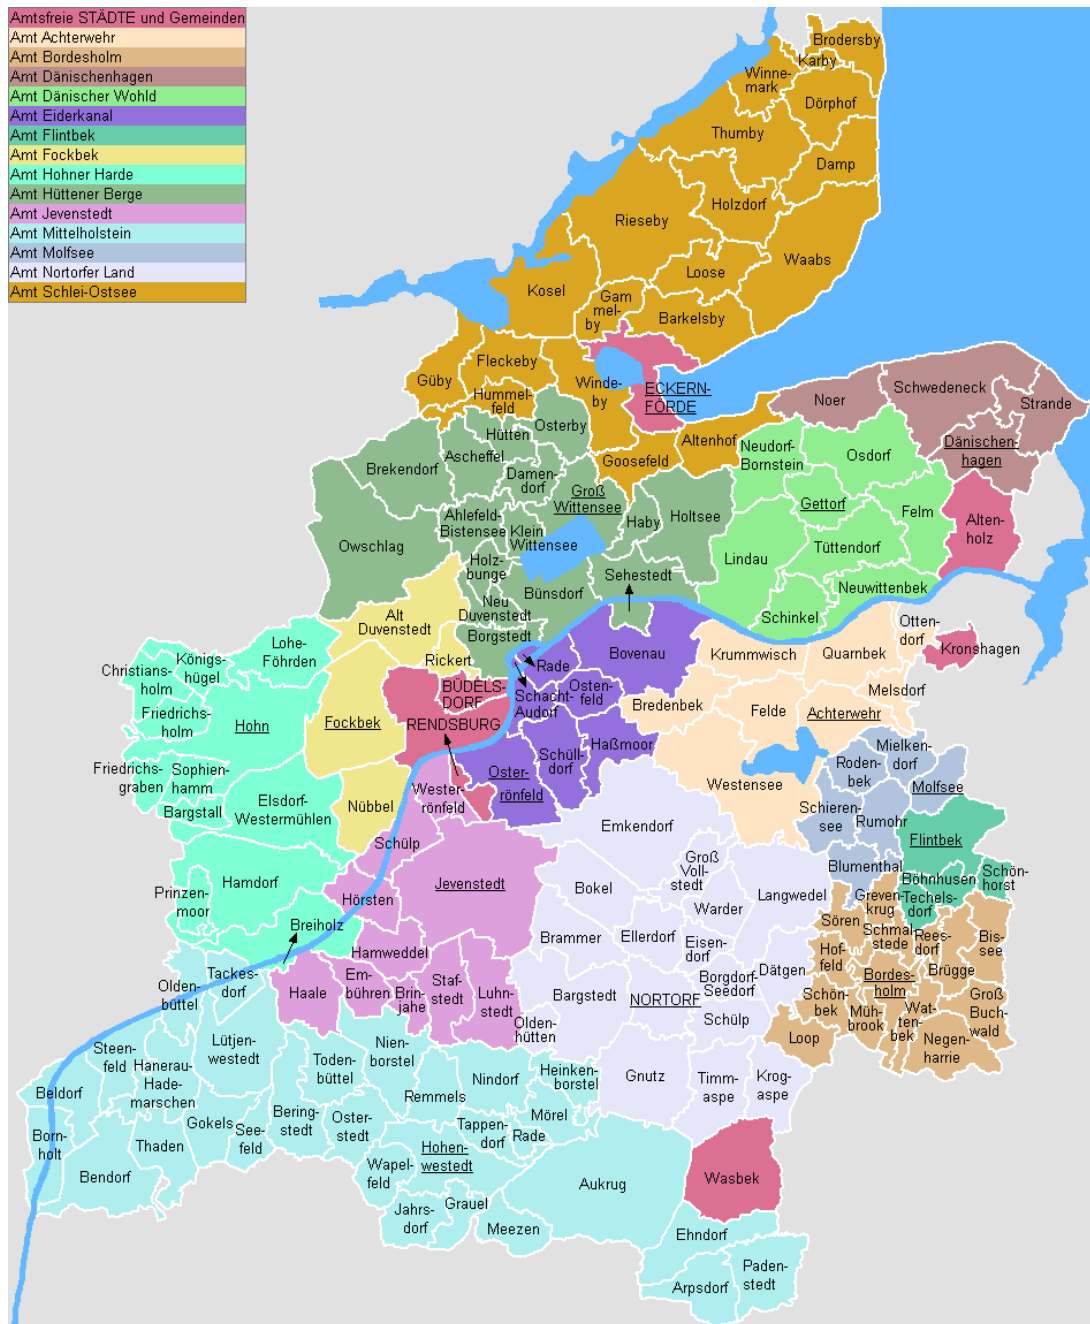 Amtsfreie STÄDTE und Gemeinden
Amt Achterwehr
Amt Bordesholm
Amt Dänischenhagen
Amt Dänischer Wohld
Amt Eiderkanal
Amt Flintbek
Amt Fockbek
Amt Hohner Harde
Amt Hüttener Berge
Amt Jevenstedt
Amt Mittelholstein
Amt Molfsee
Amt Nortorfer Land
Amt Schlei-Ostsee
Brodersby
Karby
Winne-
mark
Dörphof
Thumby
Damp
Holzdorf
Rieseby
Waabs
Loose
Kosel
Gam
mel-
by
Barkelsby
Fleckeby
Güby
Hummel-
feld
Winde-
by
ECKERN-
FÖRDE
Altenhof
Goosefeld
Noer
Schwedeneck
Strande
Dänischen-
hagen
Neudorf-
Bornstein
Osdorf
Gettorf
Felm
Alten-
holz
Lindau
Tüttendorf
Neuwittenbek
Schinkel
Osterby
Hütten
Ascheffel
Brekendorf
Damen-
dorf
Groß
Wittensee
Ahlefeld-
Bistensee
Klein
Wittensee
Haby
Holtsee
Owschlag
Holz-
bunge
Sehestedt
Bünsdorf
Neu
Duvenstedt
Borgstedt
Alt
Duvenstedt
Rickert
Fockbek
Nübbel
BÜDELS-
DORF
RENDSBURG
Rade
Bovenau
Schacht-
Audorf
Osten-
feld
Haßmoor
Schüll-
dorf
Oster-
rönfeld
Krummwisch
Quarnbek
Otten-
dorf
Kronshagen
Melsdorf
Bredenbek
Felde
Achterwehr
Westensee
Mielken-
dorf
Roden-
bek
Molfsee
Schieren-
see
Rumohr
Blumenthal
Flintbek
Böhnhusen
Schön-
horst
Techels-
dorf
Lohe-
Föhrden
Königs-
hügel
Christians-
holm
Friedrichs-
holm
Hohn
Friedrichs-
graben
Sophien-
hamm
Bargstall
Elsdorf-
Westermühlen
Hamdorf
Prinzen-
moor
Breiholz
Wester-
rönfeld
Schülp
Jevenstedt
Hörsten
Hamweddel
Haale
Em-
bühren
Brin-
jahe
Staf-
stedt
Luhn-
stedt
Emkendorf
Groß
Voll-
stedt
Bokel
Langwedel
Warder
Brammer
Ellerdorf
Eisen-
dorf
Dätgen
Bargstedt
NORTORF
Borgdorf-
Seedorf
Schülp
Olden-
hütten
Gnutz
Timm-
aspe
Krog-
aspe
Greven-
krug
Sören
Schmal-
stede
Rees-
dorf
Bis-
see
Hof-
feld
Bordes-
holm
Brügge
Schön-
bek
Müh-
brook
Wat-
ten-
bek
Groß
Buch-
wald
Loop
Negen-
harrie
Tackes-
dorf
Olden-
büttel
Steen-
feld
Lütjen-
westedt
Hanerau-
Hade-
marschen
Beldorf
Born-
holt
Bendorf
Thaden
Gokels
See-
feld
Bering-
stedt
Toden-
büttel
Nien-
borstel
Nindorf
Heinken-
borstel
Remmels
Oster-
stedt
Mörel
Tappen-
dorf
Rade
Hohen-
westedt
Wapel-
feld
Jahrs-
dorf
Grauel
Meezen
Aukrug
Wasbek
Ehndorf
Arpsdorf
Paden-
stedt